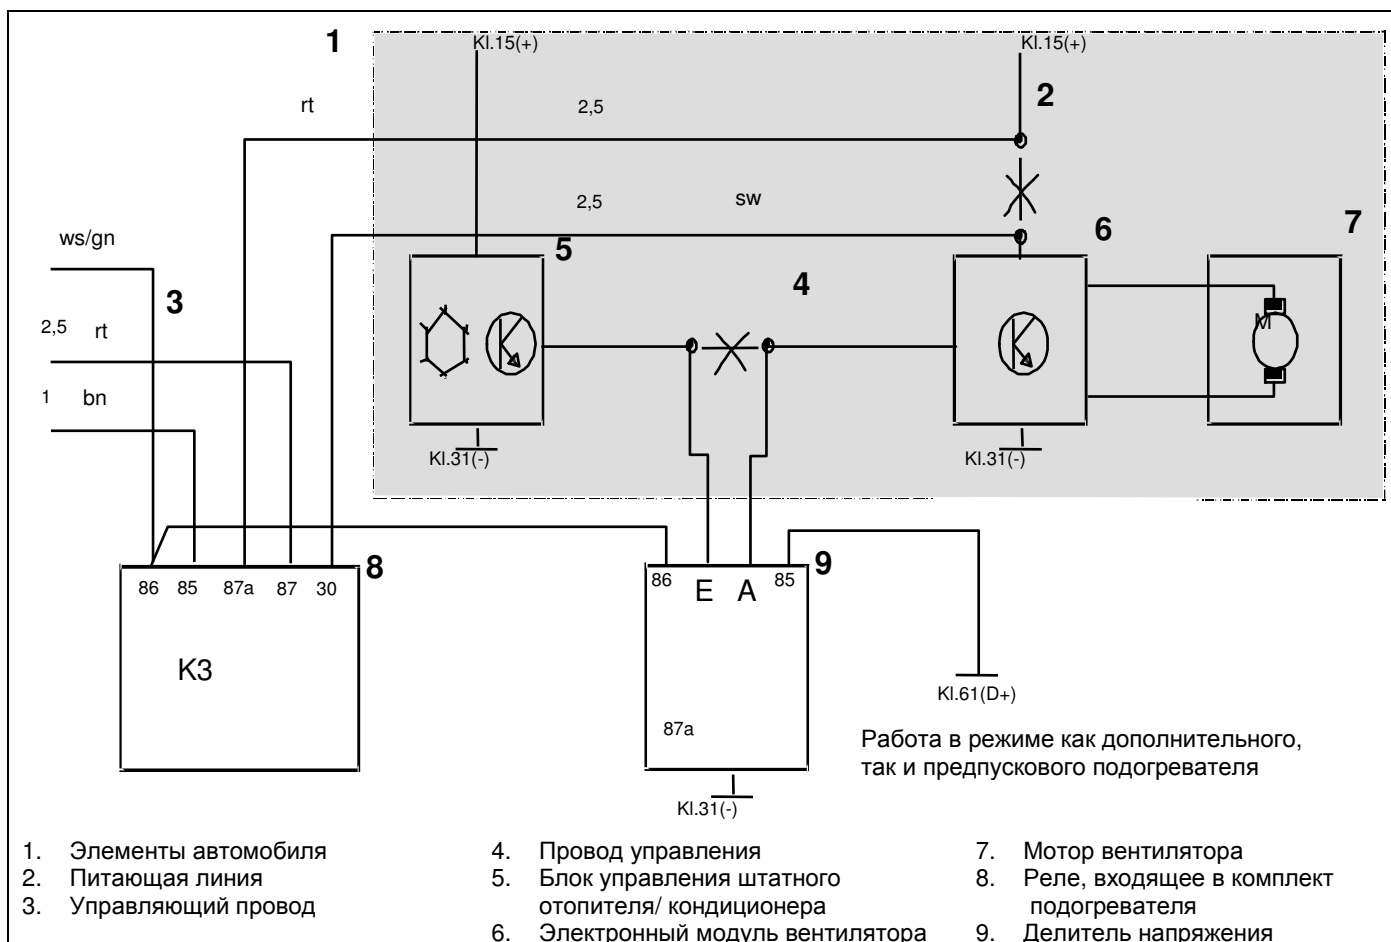 1
Kl.15(+)
Kl.15(+)
2
rt
2,5
2,5
sw
ws/gn
5
6
7
3
4
2,5 rt
M
1 bn
Kl.31(-)
Kl.31(-)
8
9
86 85 87a 87 30
86 E A 85
K3
Kl.61(D+)
87a
Работа в режиме как дополнительного,
так и предпускового подогревателя
Kl.31(-)
1. Элементы автомобиля
2. Питающая линия
3. Управляющий провод
4. Провод управления
5. Блок управления штатного
отопителя/ кондиционера
6. Электронный модуль вентилятора
7. Мотор вентилятора
8. Реле, входящее в комплект
подогревателя
9. Делитель напряжения